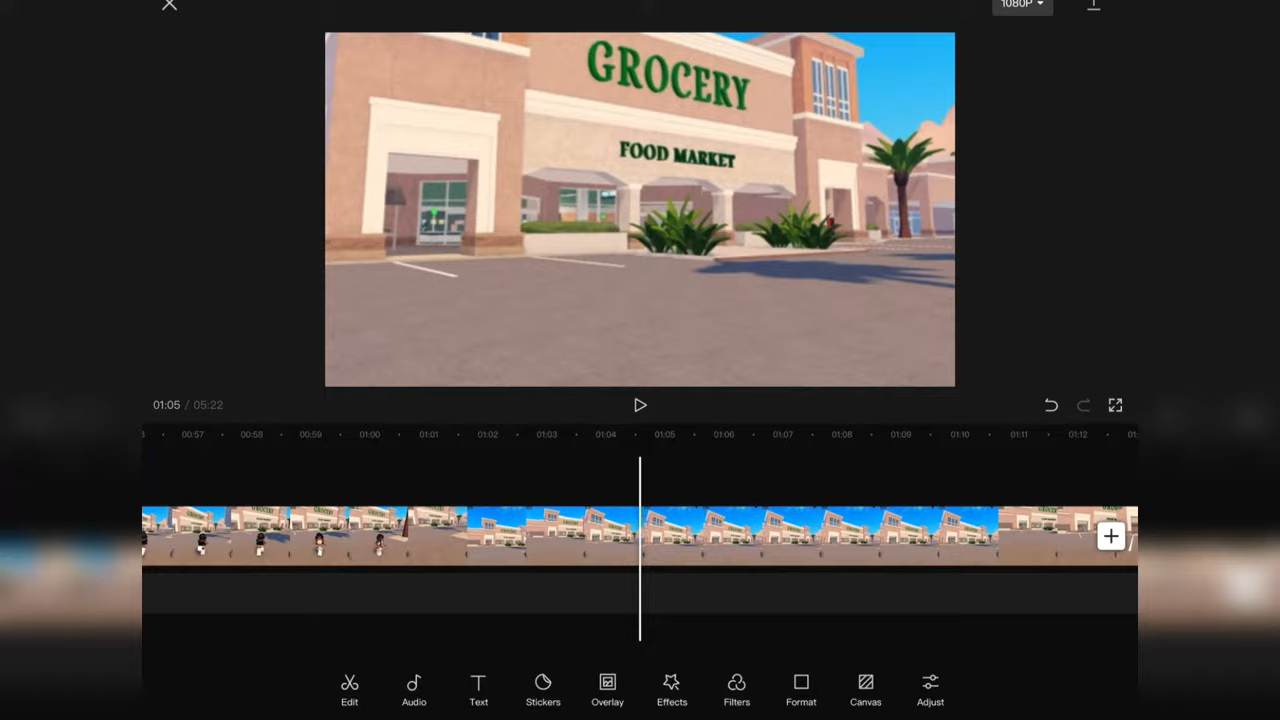 1080P
GROCERY
FOOD MARKET
01:05 / 05:22
00:57 00:58 00:59 01:00 01:01 01:02 01:03 01:04 01:05 01:06 01:07 01:08 01:09 01:10 01:11 01:12 01:
Edit Audio Text Stickers Overlay Effects Filters Format Canvas Adjust